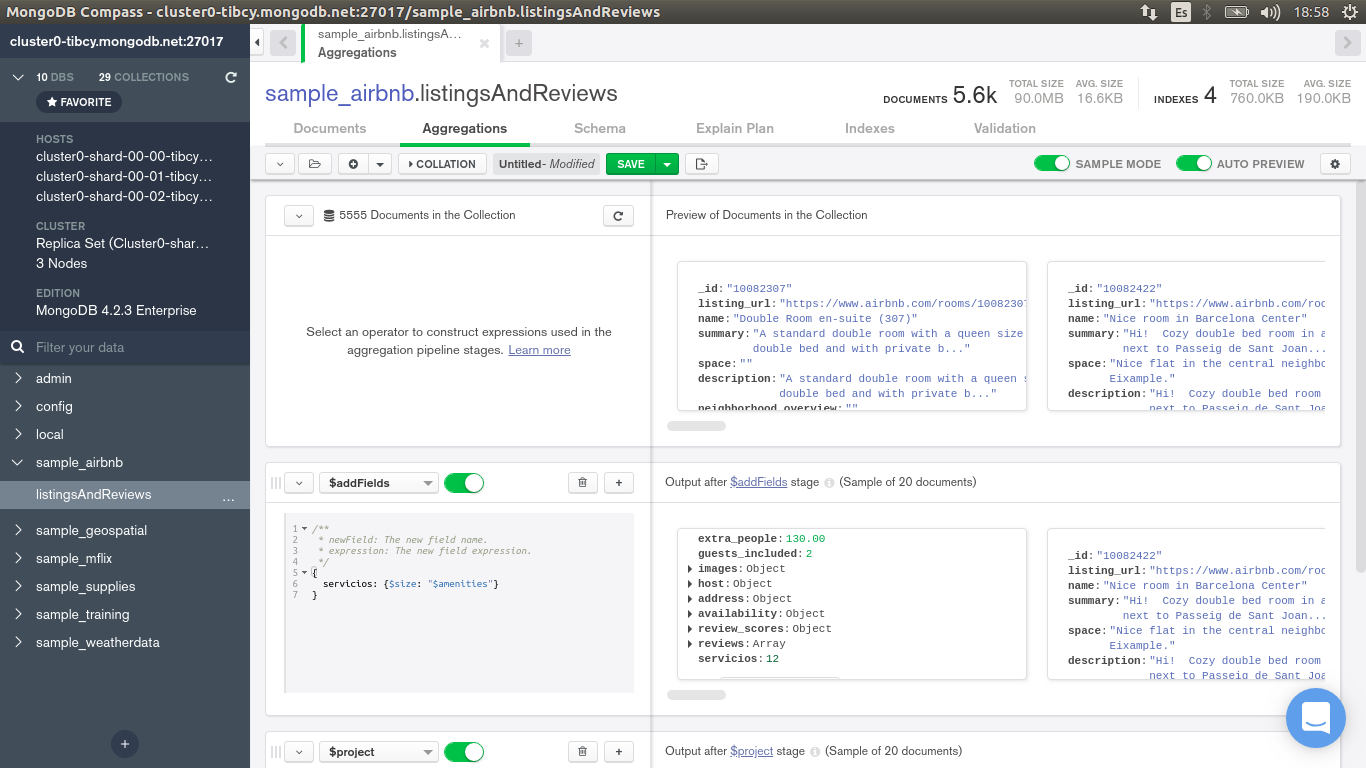 MongoDB Compass - cluster0-tibcy.mongodb.net:27017/sample_airbnb.listingsAndReviews
Es
18:58
cluster0-tibcy.mongodb.net:27017
10 DBS 29 COLLECTIONS
FAVORITE
HOSTS
cluster0-shard-00-00-tibcy...
cluster0-shard-00-01-tibcy...
cluster0-shard-00-02-tibcy...
CLUSTER
Replica Set (Cluster0-shar...
3 Nodes
EDITION
MongoDB 4.2.3 Enterprise
Filter your data
admin
config
local
sample_airbnb
listingsAndReviews ...
sample_geospatial
sample_mflix
sample_supplies
sample_training
sample_weatherdata
+
sample_airbnb.listingsA...
Aggregations
+
sample_airbnb.listingsAndReviews
DOCUMENTS 5.6k
TOTAL SIZE 90.0MB
AVG. SIZE 16.6KB
INDEXES 4
TOTAL SIZE 760.0KB
AVG. SIZE 190.0KB
Documents Aggregations Schema Explain Plan Indexes Validation
COLLATION
Untitled- Modified
SAVE
SAMPLE MODE
AUTO PREVIEW
5555 Documents in the Collection
Preview of Documents in the Collection
Select an operator to construct expressions used in the
aggregation pipeline stages. Learn more
_id: "10082307"
listing_url: "https://www.airbnb.com/rooms/10082307
name: "Double Room en-suite (307)"
summary: "A standard double room with a queen size
double bed and with private b..."
space: ""
description: "A standard double room with a queen s
double bed and with private b..."
neighborhood_overview: ""
_id: "10082422"
listing_url: "https://www.airbnb.com/roo
name: "Nice room in Barcelona Center"
summary: "Hi! Cozy double bed room in a
next to Passeig de Sant Joan...
space: "Nice flat in the central neighbo
Eixample."
description: "Hi! Cozy double bed room
next to Passeig de Sant Joa
$addFields
+
Output after $addFields stage (Sample of 20 documents)
1 /**
2 * newField: The new field name.
3 * expression: The new field expression.
4 */
5 {
6 servicios: {$size: "$amenities"}
7 }
extra_people: 130.00
guests_included: 2
images: Object
host: Object
address: Object
availability: Object
review_scores: Object
reviews: Array
servicios: 12
_id: "10082422"
listing_url: "https://www.airbnb.com/roo
name: "Nice room in Barcelona Center"
summary: "Hi! Cozy double bed room in a
next to Passeig de Sant Joan...
space: "Nice flat in the central neighbo
Eixample."
description: "Hi! Cozy double bed room
next to Passeig de Sant Joa
$project
+
Output after $project stage (Sample of 20 documents)